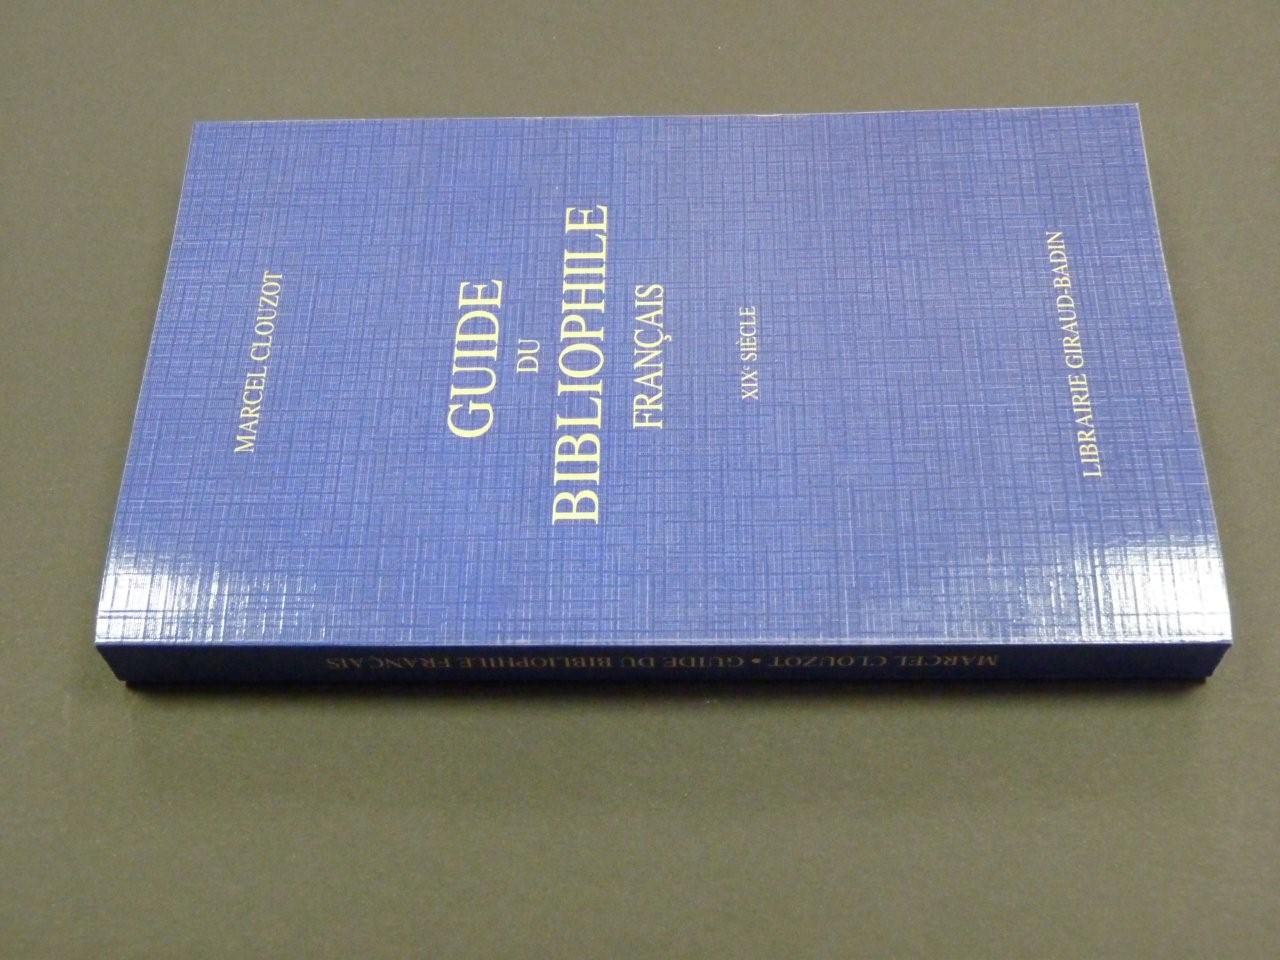 MARCEL CLOUZOT
GUIDE
DU
BIBLIOPHILE
FRANÇAIS
XIXe SIÈCLE
LIBRAIRIE GIRAUD-BADIN
MARCEL CLOUZOT • GUIDE DU BIBLIOPHILE FRANÇAIS